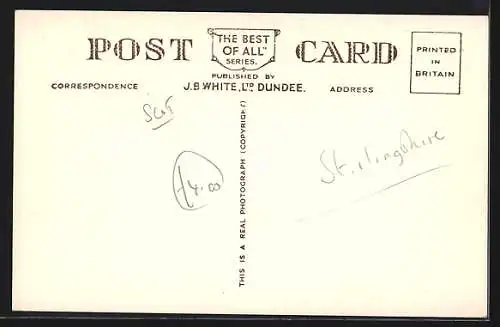 POST CARD
"THE BEST
OF ALL"
SERIES.
PUBLISHED BY
J.B WHITE, LTD DUNDEE.
CORRESPONDENCE
ADDRESS
PRINTED
IN
BRITAIN
THIS IS A REAL PHOTOGRAPH (COPYRIGHT)
Scot
£4.00
Stirlingshire